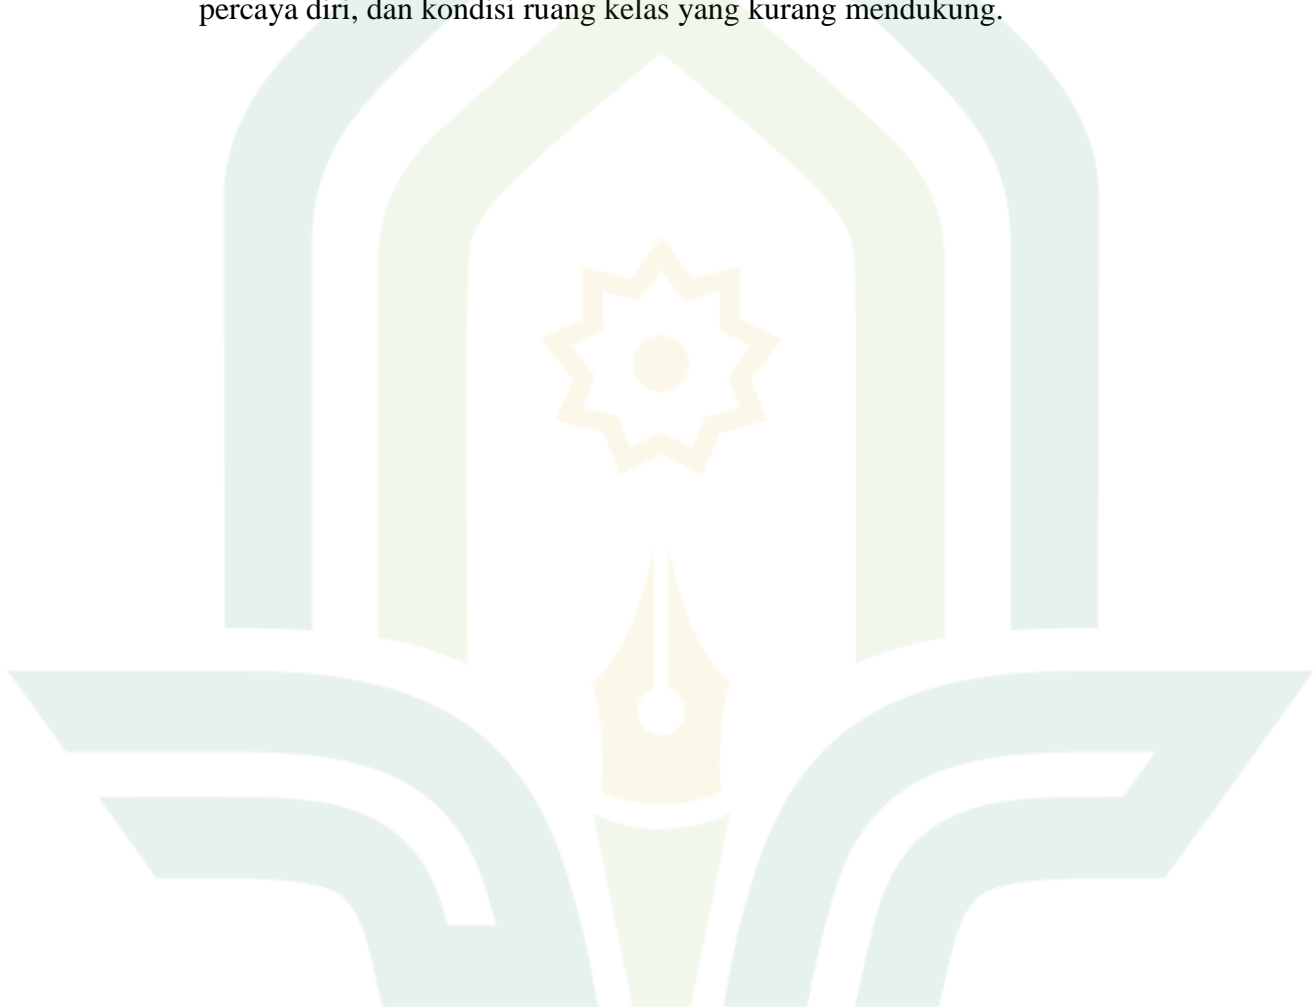 percaya diri, dan kondisi ruang kelas yang kurang mendukung.